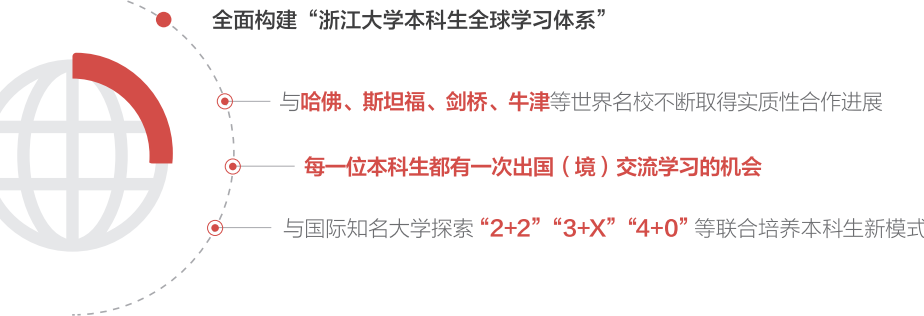 全面构建“浙江大学本科生全球学习体系”
与哈佛、斯坦福、剑桥、牛津等世界名校不断取得实质性合作进展
每一位本科生都有一次出国（境）交流学习的机会
与国际知名大学探索“2+2”“3+X”“4+0”等联合培养本科生新模式